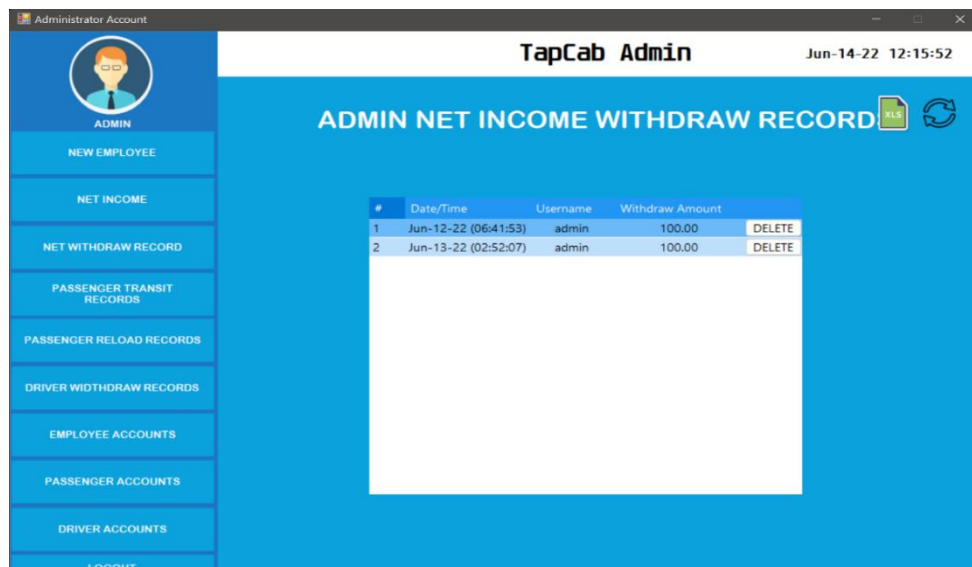 Administrator Account
TapCab Admin
Jun-14-22 12:15:52
ADMIN
ADMIN NET INCOME WITHDRAW RECORD
XLS
NEW EMPLOYEE
NET INCOME
NET WITHDRAW RECORD
PASSENGER TRANSIT
RECORDS
PASSENGER RELOAD RECORDS
DRIVER WIDTHDRAW RECORDS
EMPLOYEE ACCOUNTS
PASSENGER ACCOUNTS
DRIVER ACCOUNTS
LOGOUT
# Date/Time Username Withdraw Amount
1 Jun-12-22 (06:41:53) admin 100.00 DELETE
2 Jun-13-22 (02:52:07) admin 100.00 DELETE